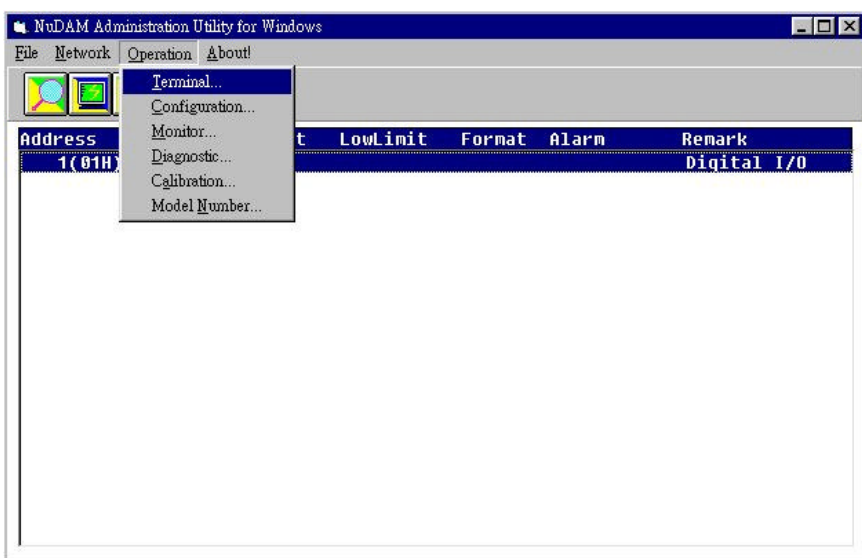 NuDAM Administration Utility for Windows
File Network Operation About!
Terminal...
Configuration...
Monitor...
Diagnostic...
Calibration...
Model Number...
Address t LowLimit Format Alarm Remark
1(01H) Digital I/O